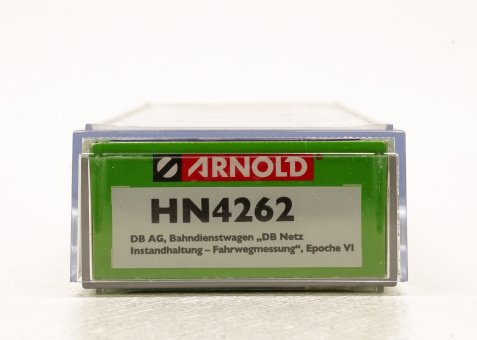 ARNOLD®
HN4262
DB AG, Bahndienstwagen „DB Netz
Instandhaltung – Fahrwegmessung“, Epoche VI